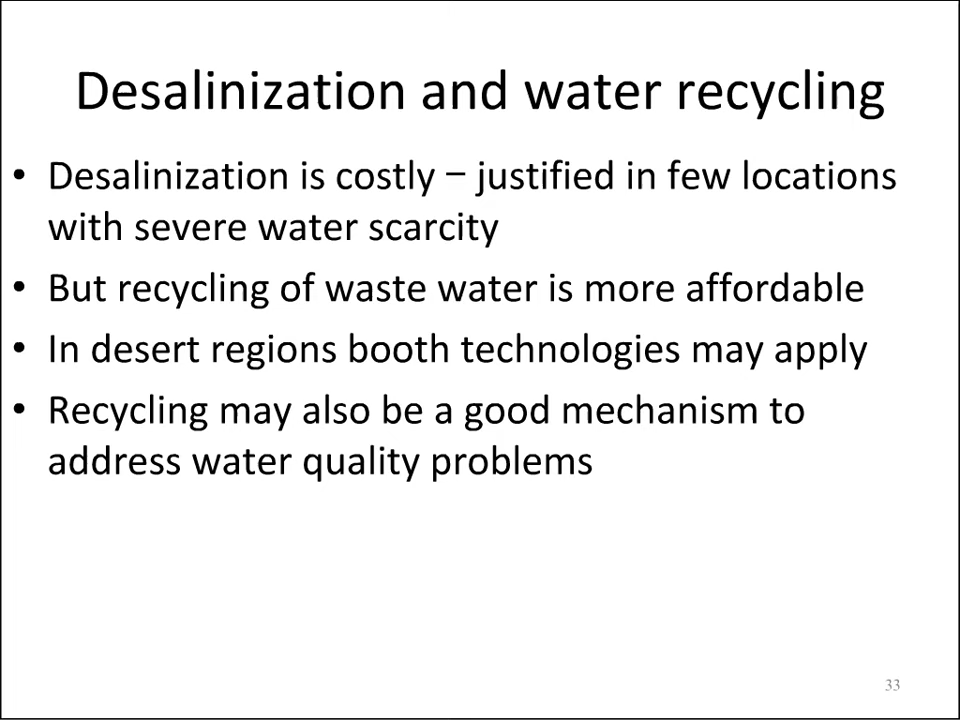 Desalinization and water recycling
• Desalinization is costly – justified in few locations
with severe water scarcity
• But recycling of waste water is more affordable
• In desert regions booth technologies may apply
• Recycling may also be a good mechanism to
address water quality problems
33